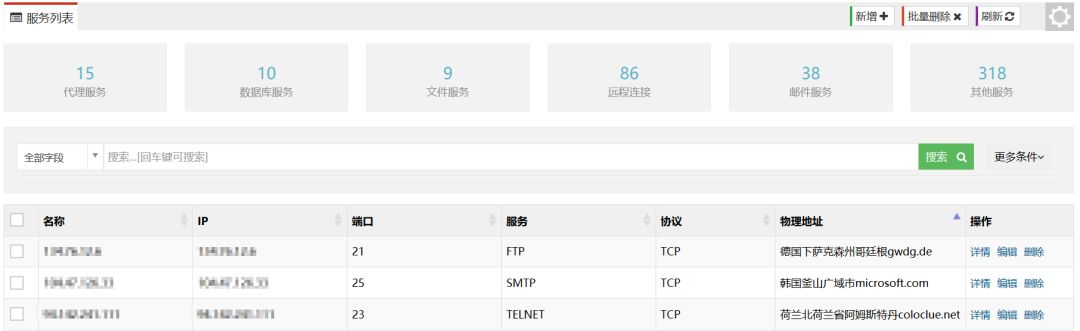 服务列表 新增 批量删除 刷新
15 10 9 86 38 318
代理服务 数据库服务 文件服务 远程连接 邮件服务 其他服务
全部字段 搜索...[回车键可搜索] 搜索 更多条件
名称 IP 端口 服务 协议 物理地址 操作
21 FTP TCP 德国下萨克森州哥廷根gwdg.de 详情 编辑 删除
25 SMTP TCP 韩国釜山广域市microsoft.com 详情 编辑 删除
23 TELNET TCP 荷兰北荷兰省阿姆斯特丹coloclue.net 详情 编辑 删除